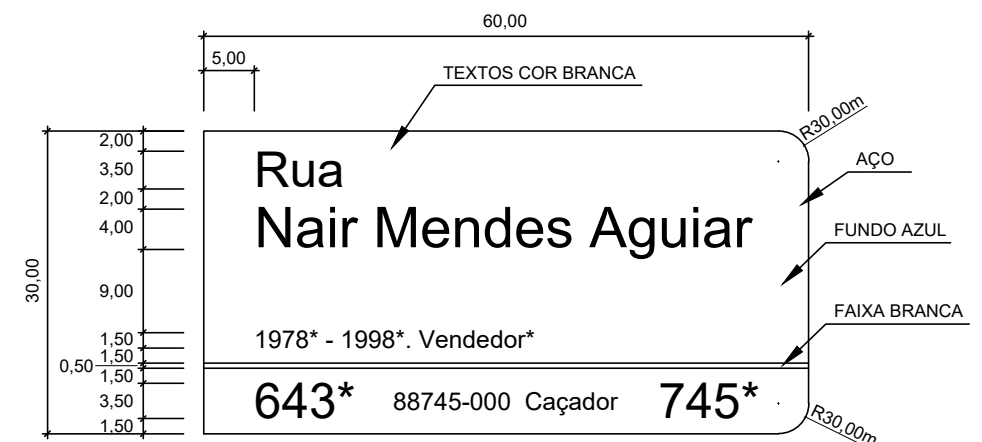 60,00
5,00
TEXTOS COR BRANCA
R30,00m
2,00
3,50
2,00
4,00
9,00
1,50
1,50
0,50
1,50
3,50
1,50
30,00
Rua
Nair Mendes Aguiar
1978* - 1998*. Vendedor*
643* 88745-000 Caçador 745*
AÇO
FUNDO AZUL
FAIXA BRANCA
R30,00m